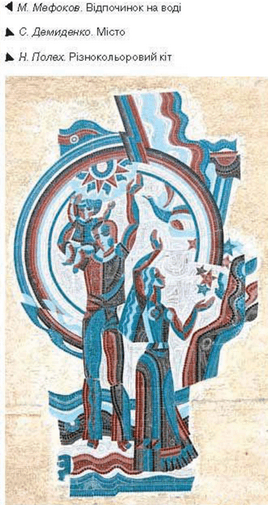 М. Мефоков. Відпочинок на воді
С. Демиденко. Місто
Н. Полех. Різнокольоровий кіт